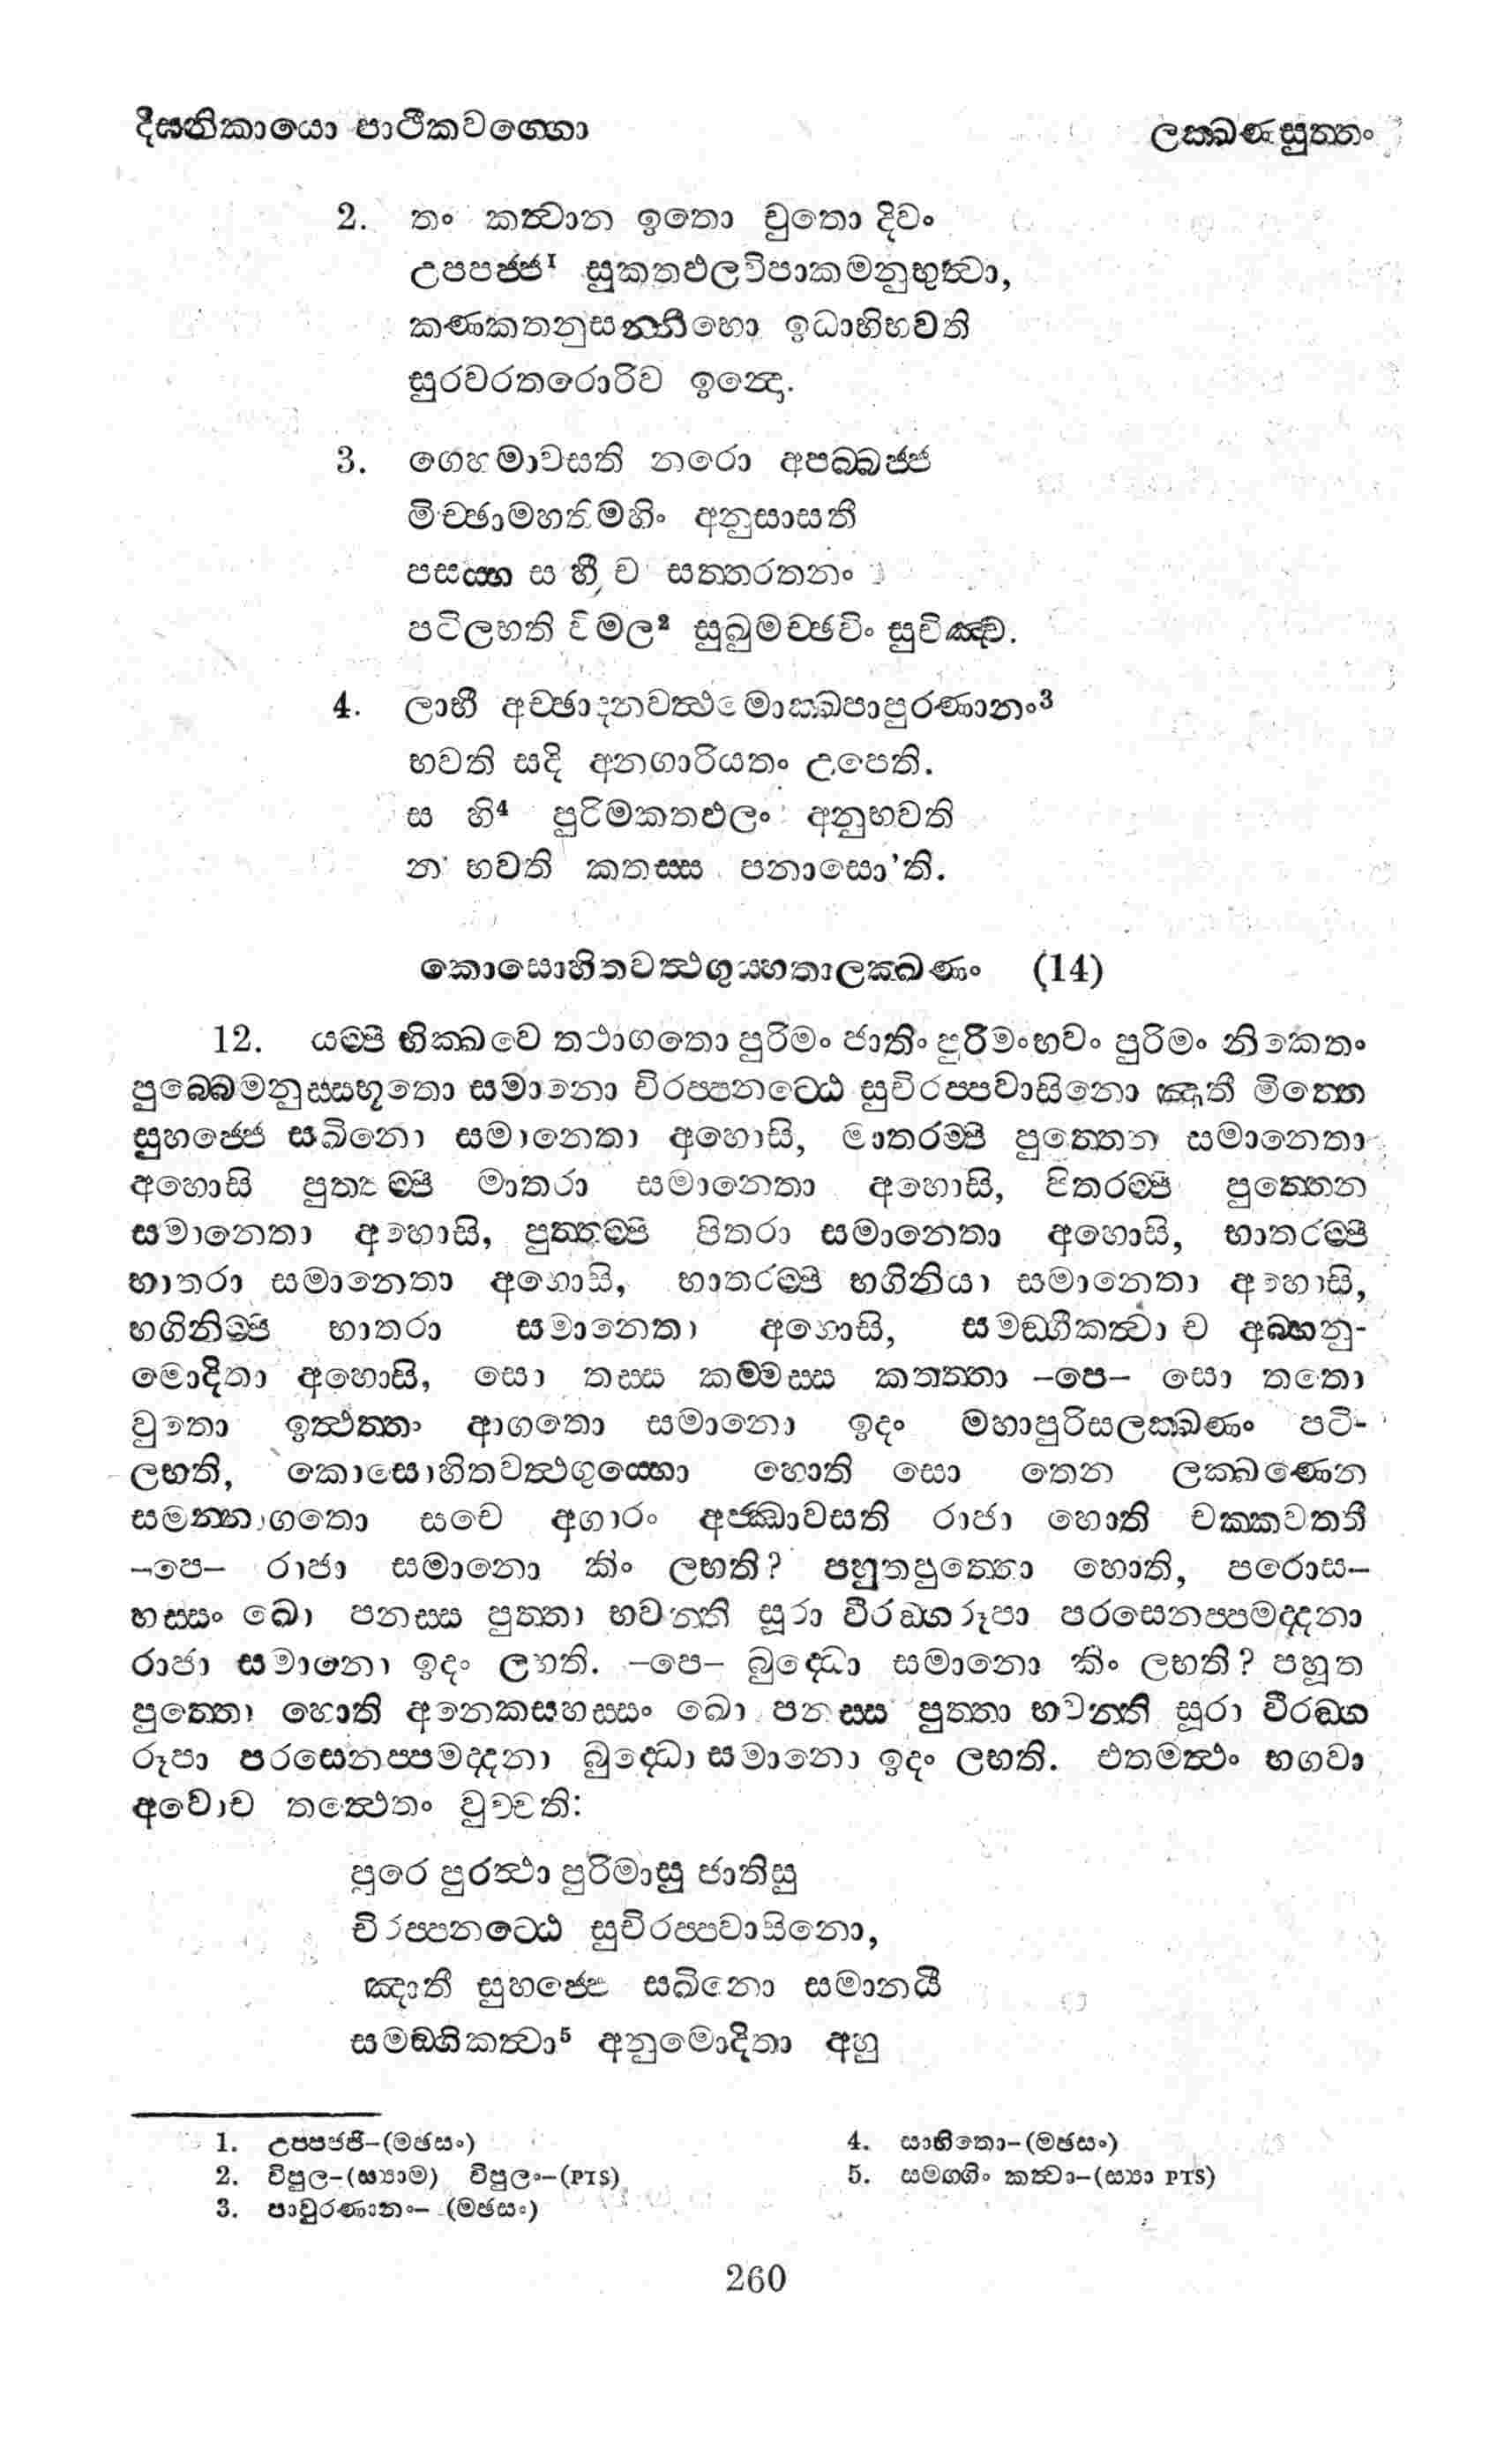 දීඝනිකායො පාථිකවග්ගො
ලක්ඛණසුත්තං
2. තං කත්වාන ඉතො චුතො දිවං
උපපජ්ජ¹ සුකතඵලවිපාකමනුභුත්වා,
කණකතනුසන්තීභො ඉධාභිභවති
සුරවරතරොරිව ඉන්දො.
3. ගෙහමාවසති නරො අපබ්බජ්ජ
මිච්ඡාමහතිමහිං අනුසාසතී
පසය්හ ස හී ච සත්තරතනං
පටිලභති විමල² සුඛුමච්ඡවිං සුචිඤ්ච.
4. ලාභී අච්ඡාදනවත්ථමොක්ඛපාපුරණානං³
භවති සදි අනගාරියතං උපෙති.
ස හි⁴ පුරිමකතඵලං අනුභවති
න භවති කතස්ස පනාසො'ති.
කොසොහිතවත්ථගුය්හතාලක්ඛණං (14)
12. යම්පි භික්ඛවෙ තථාගතො පුරිමං ජාතිං පුරිමංභවං පුරිමං නිකෙතං
පුබ්බෙමනුස්සභූතො සමානො චිරප්පනට්ඨෙ සුචිරප්පවාසිනො ඤාතී මිත්තෙ
සුහජ්ජෙ සඛිනො සමානෙතා අහොසි, මාතරම්පි පුත්තෙන සමානෙතා
අහොසි පුත්තම්පි මාතරා සමානෙතා අහොසි, පිතරම්පි පුත්තෙන
සමානෙතා අහොසි, පුත්තම්පි පිතරා සමානෙතා අහොසි, භාතරම්පි
භාතරා සමානෙතා අහොසි, භාතරම්පි භගිනියා සමානෙතා අහොසි,
භගිනිම්පි භාතරා සමානෙතා අහොසි, සමඞ්ගීකත්වා ච අබ්භනු-
මොදිතා අහොසි, සො තස්ස කම්මස්ස කතත්තා –පෙ– සො තතො
චුතො ඉත්ථත්තං ආගතො සමානො ඉදං මහාපුරිසලක්ඛණං පටි-
ලභති, කොසොහිතවත්ථගුය්හො හොති සො තෙන ලක්ඛණෙන
සමන්නාගතො සචෙ අගාරං අජ්ඣාවසති රාජා හොති චක්කවත්තී
–පෙ– රාජා සමානො කිං ලභති? පහුතපුත්තො හොති, පරොස–
හස්සං ඛො පනස්ස පුත්තා භවන්ති සූරා වීරඞ්ගරූපා පරසෙනප්පමද්දනා
රාජා සමානො ඉදං ලභති. –පෙ– බුද්ධො සමානො කිං ලභති? පහූත
පුත්තො හොති අනෙකසහස්සං ඛො පනස්ස පුත්තා භවන්ති සූරා වීරඞ්ග
රූපා පරසෙනප්පමද්දනා බුද්ධො සමානො ඉදං ලභති. එතමත්ථං භගවා
අවොච තත්ථෙතං වුච්චති:
පුරෙ පුරත්ථා පුරිමාසු ජාතිසු
චිරප්පනට්ඨෙ සුචිරප්පවාසිනො,
ඤාතී සුහජ්ජෙ සඛිනො සමානයී
සමඞ්ගිකත්වා⁵ අනුමොදිතා අහු
1. උප්පජ්ජි–(මඡසං)
2. විපුල–(ස්‍යාම) විපුලං–(PTS)
3. පාවුරණානං–(මඡසං)
4. සාභිතො–(මඡසං)
5. සමග්ගිං කත්වා–(ස්‍යා PTS)
260